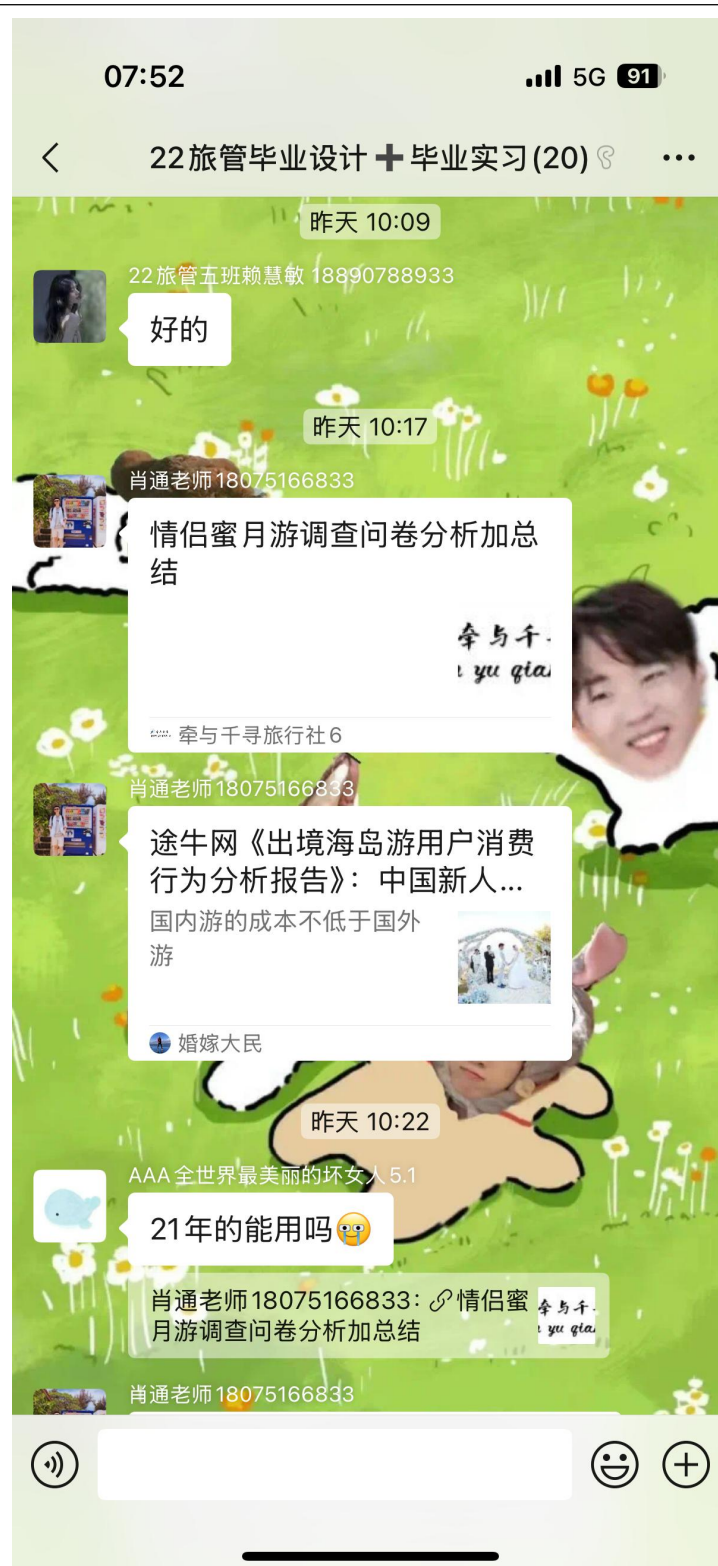 07:52
5G 91
22旅管毕业设计➕毕业实习(20)
昨天 10:09
22旅管五班赖慧敏 18890788933
好的
昨天 10:17
肖通老师18075166833
情侣蜜月游调查问卷分析加总
结
牵与千
yu qia
牵与千寻旅行社6
肖通老师18075166833
途牛网《出境海岛游用户消费
行为分析报告》：中国新人...
国内游的成本不低于国外
游
婚嫁大民
昨天 10:22
AAA全世界最美丽的坏女人5.1
21年的能用吗🥹
肖通老师18075166833：🔗情侣蜜
月游调查问卷分析加总结
牵与千
yu qia
肖通老师18075166833